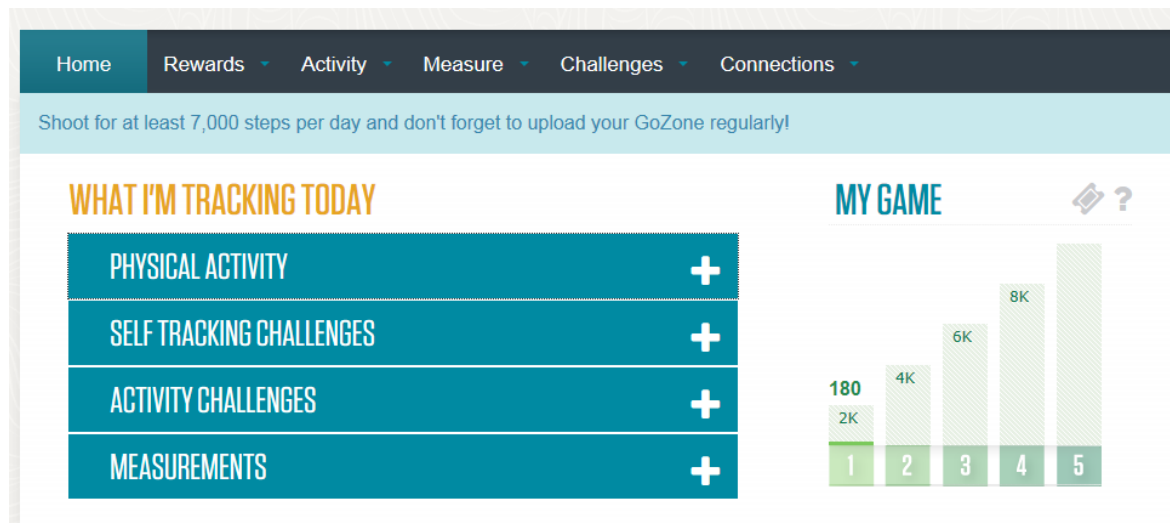 Home Rewards Activity Measure Challenges Connections
Shoot for at least 7,000 steps per day and don't forget to upload your GoZone regularly!
WHAT I'M TRACKING TODAY
PHYSICAL ACTIVITY
SELF TRACKING CHALLENGES
ACTIVITY CHALLENGES
MEASUREMENTS
MY GAME ?
8K
6K
4K
180
2K
1 2 3 4 5